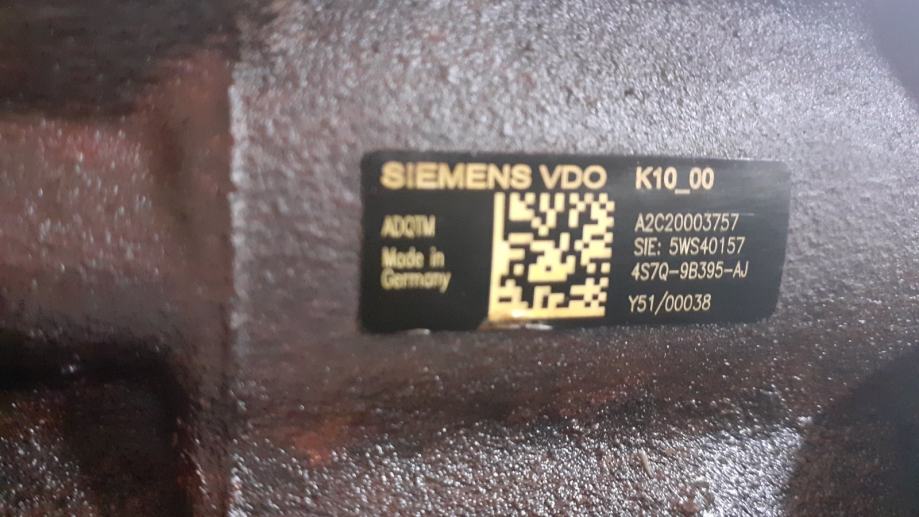 SIEMENS VDO K10_00
ADQTM
Made in
Germany
A2C20003757
SIE: 5WS40157
4S7Q-9B395-AJ
Y51/00038